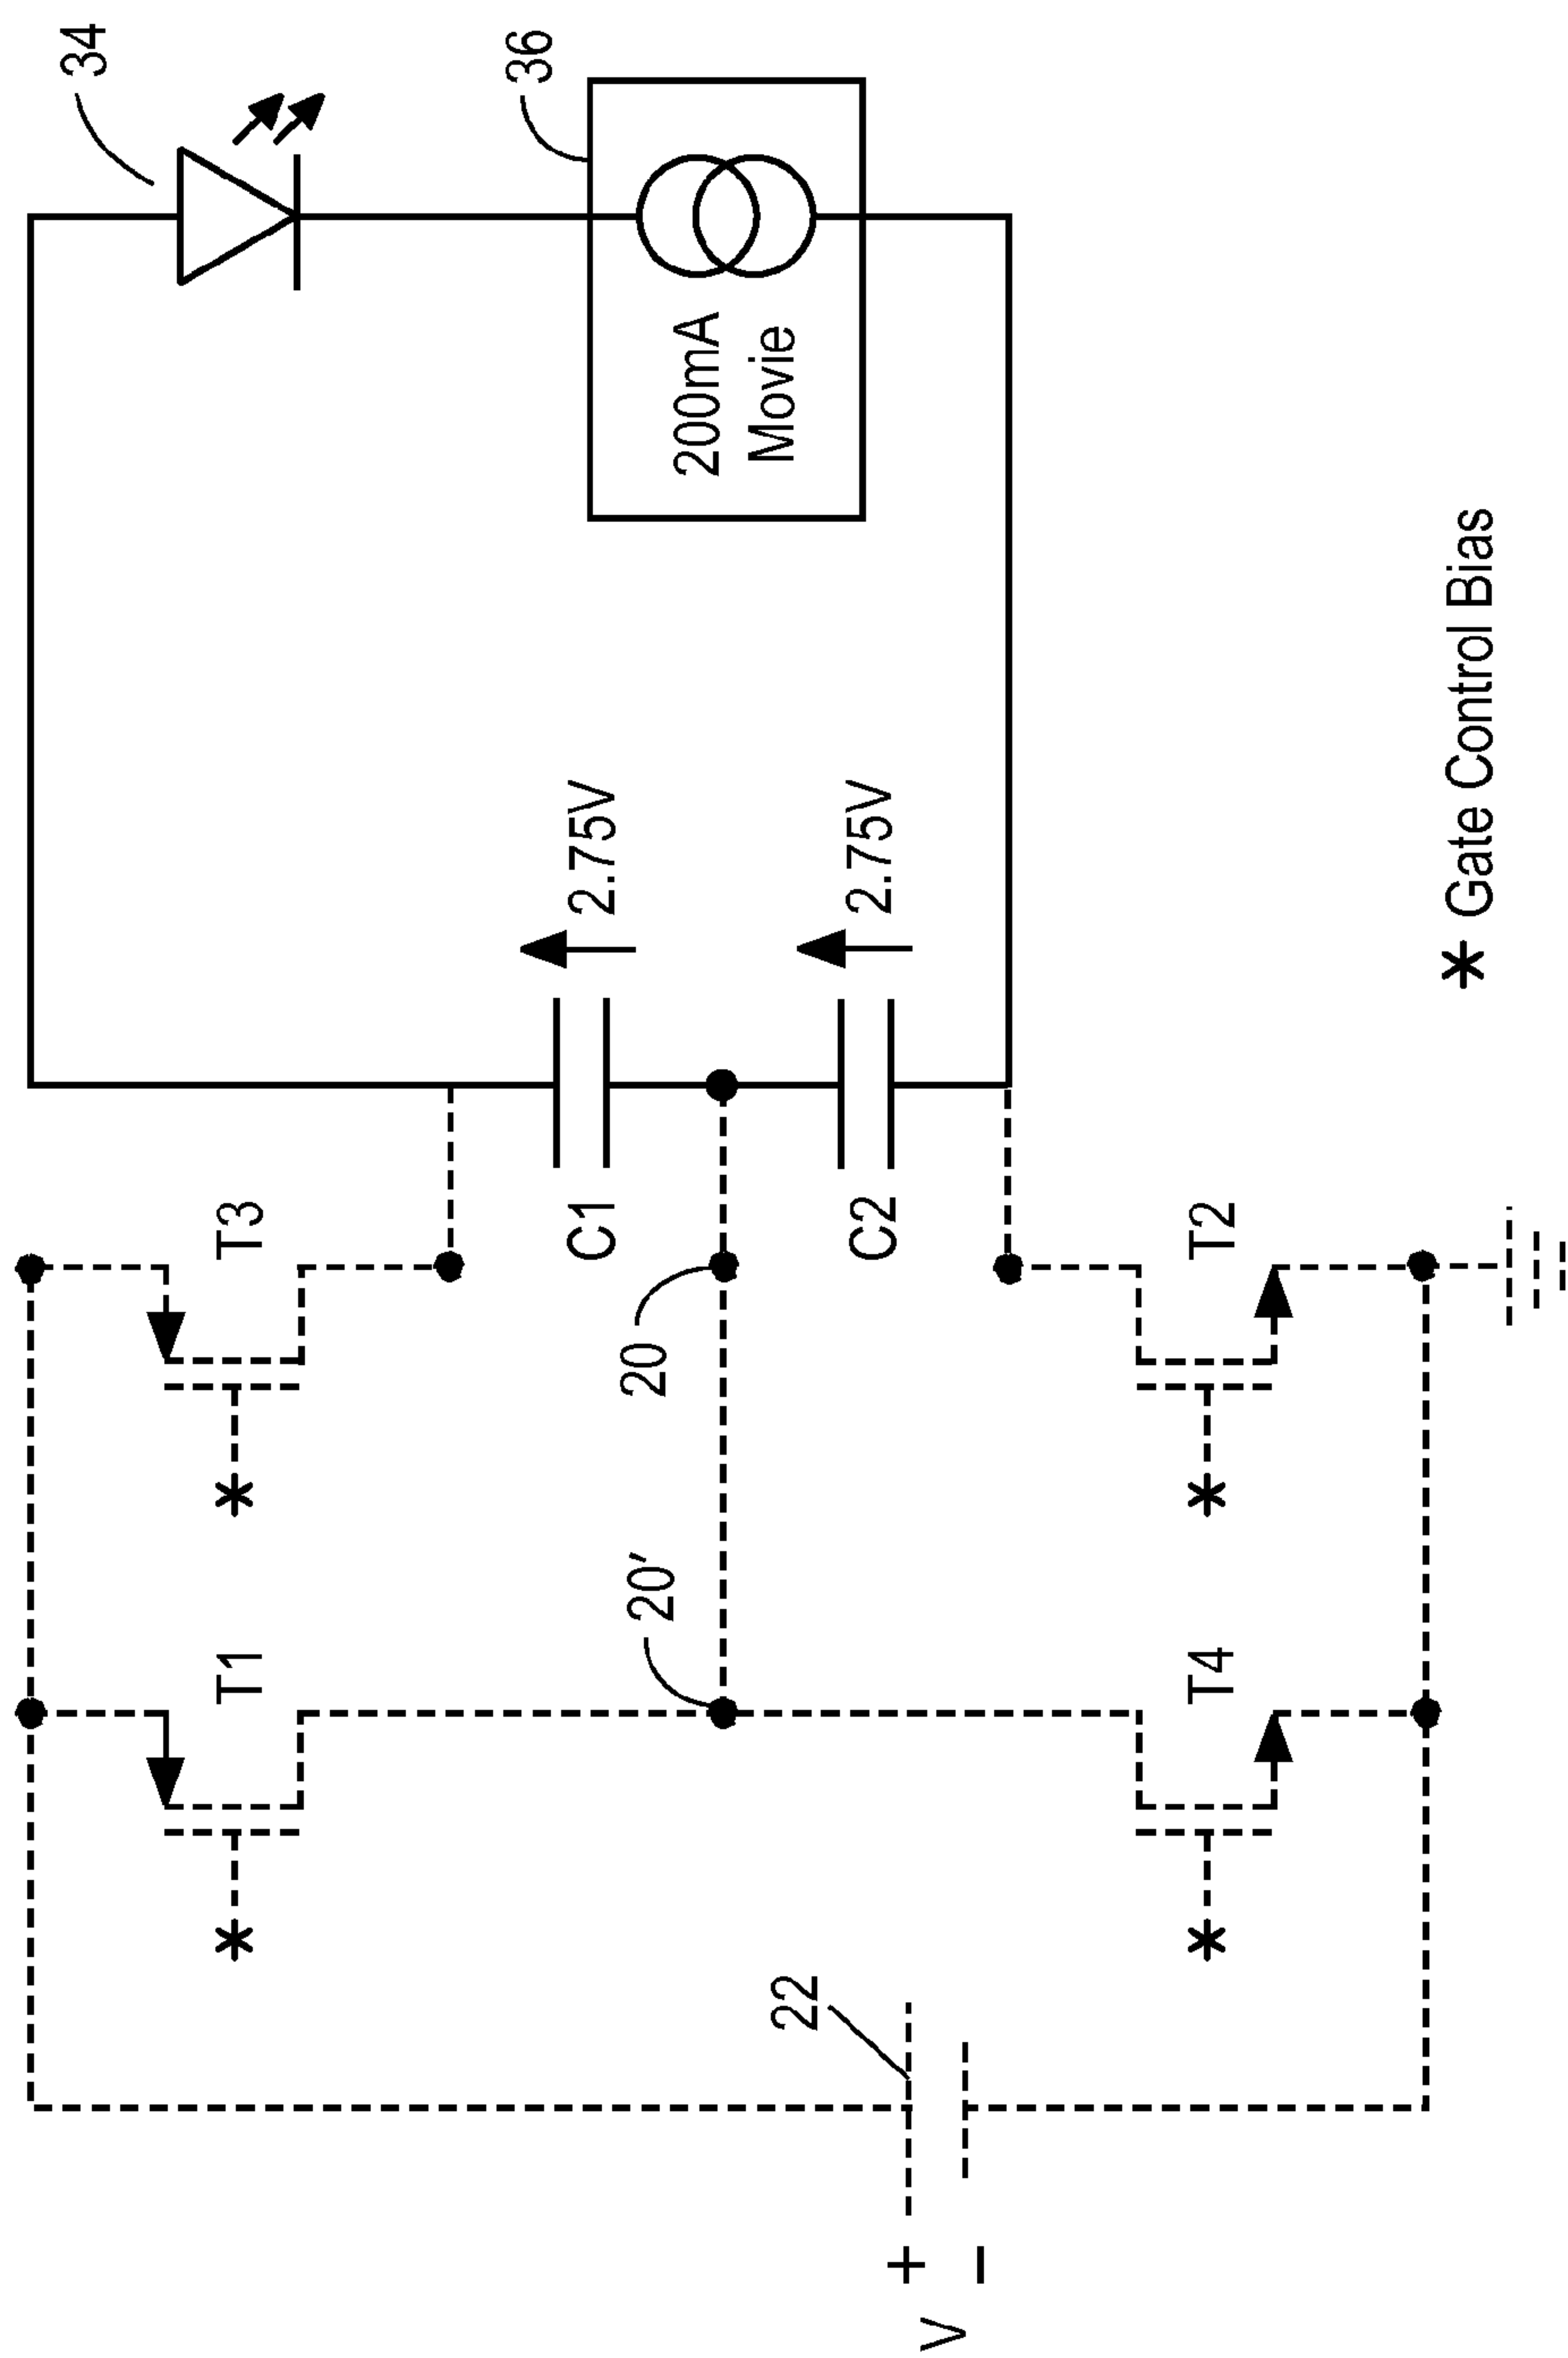 34
36
200mA
Movie
2.75V
2.75V
C1
C2
T3
T2
20
20'
T1
T4
22
V
+
−
* Gate Control Bias
*
*
*
*